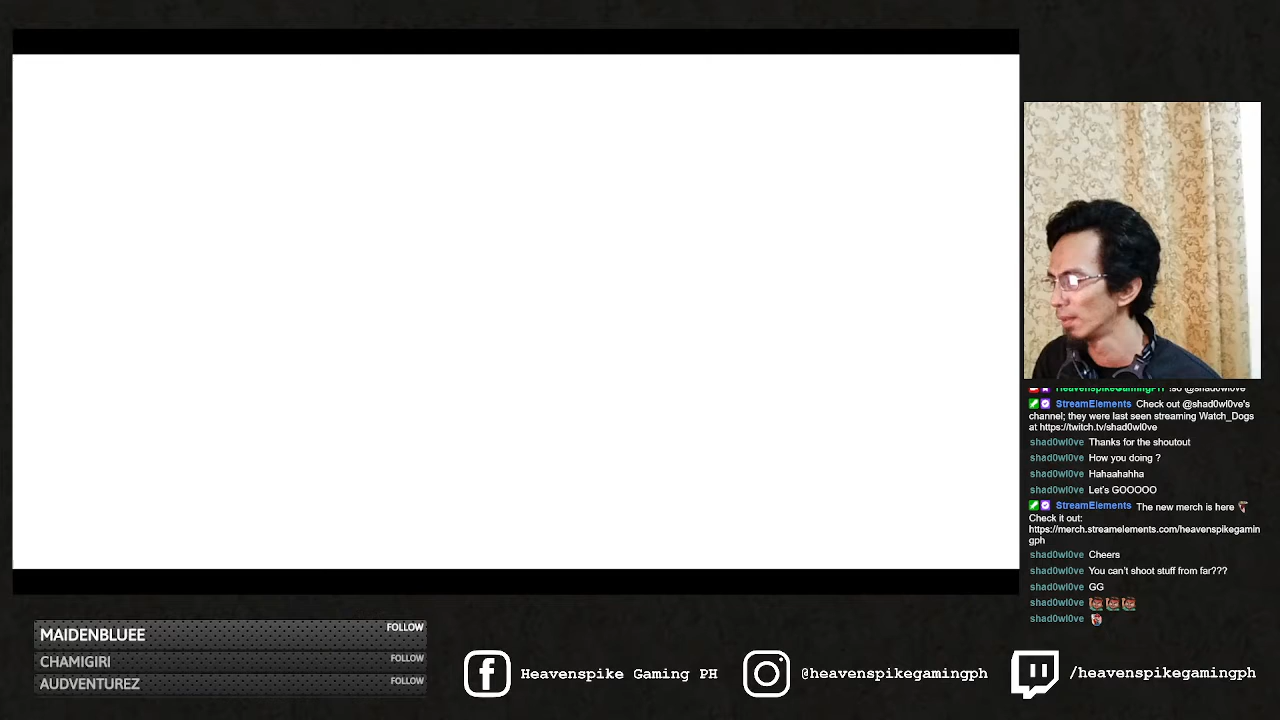 HeavenspikeGamingPH !so @shad0wl0ve
StreamElements Check out @shad0wl0ve's
channel; they were last seen streaming Watch_Dogs
at https://twitch.tv/shad0wl0ve
shad0wl0ve Thanks for the shoutout
shad0wl0ve How you doing ?
shad0wl0ve Hahaahahha
shad0wl0ve Let's GOOOOO
StreamElements The new merch is here
Check it out:
https://merch.streamelements.com/heavenspikegamin
gph
shad0wl0ve Cheers
shad0wl0ve You can't shoot stuff from far???
shad0wl0ve GG
shad0wl0ve
shad0wl0ve
MAIDENBLUEE FOLLOW
CHAMIGIRI FOLLOW
AUDVENTUREZ FOLLOW
Heavenspike Gaming PH
@heavenspikegamingph
/heavenspikegamingph